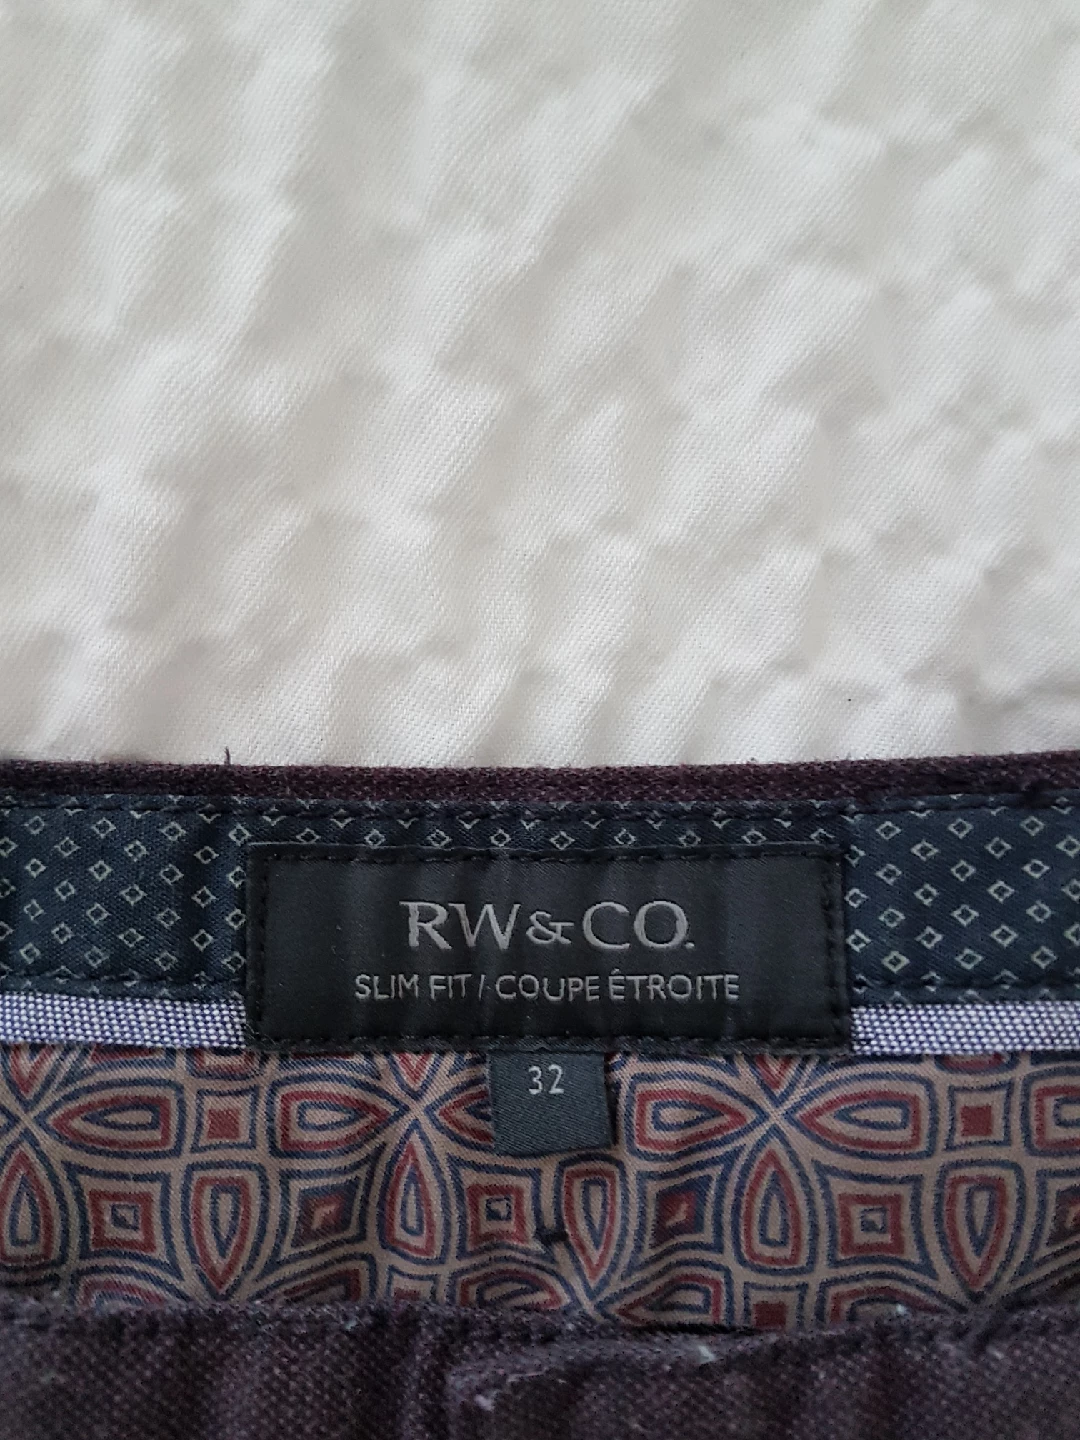 RW&CO.
SLIM FIT / COUPE ÉTROITE
32